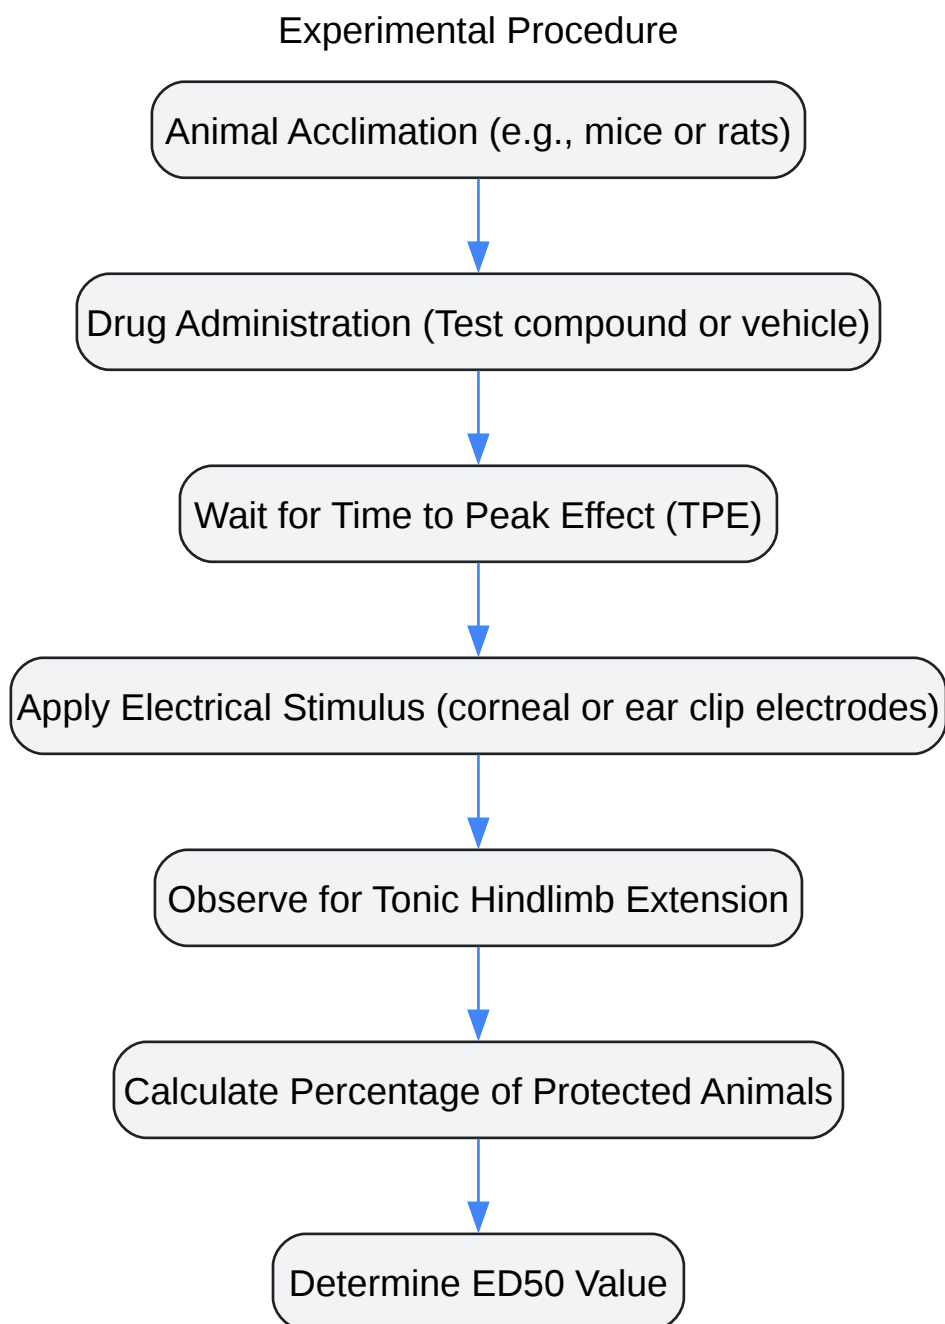 Experimental Procedure
Animal Acclimation (e.g., mice or rats)
Drug Administration (Test compound or vehicle)
Wait for Time to Peak Effect (TPE)
Apply Electrical Stimulus (corneal or ear clip electrodes)
Observe for Tonic Hindlimb Extension
Calculate Percentage of Protected Animals
Determine ED50 Value